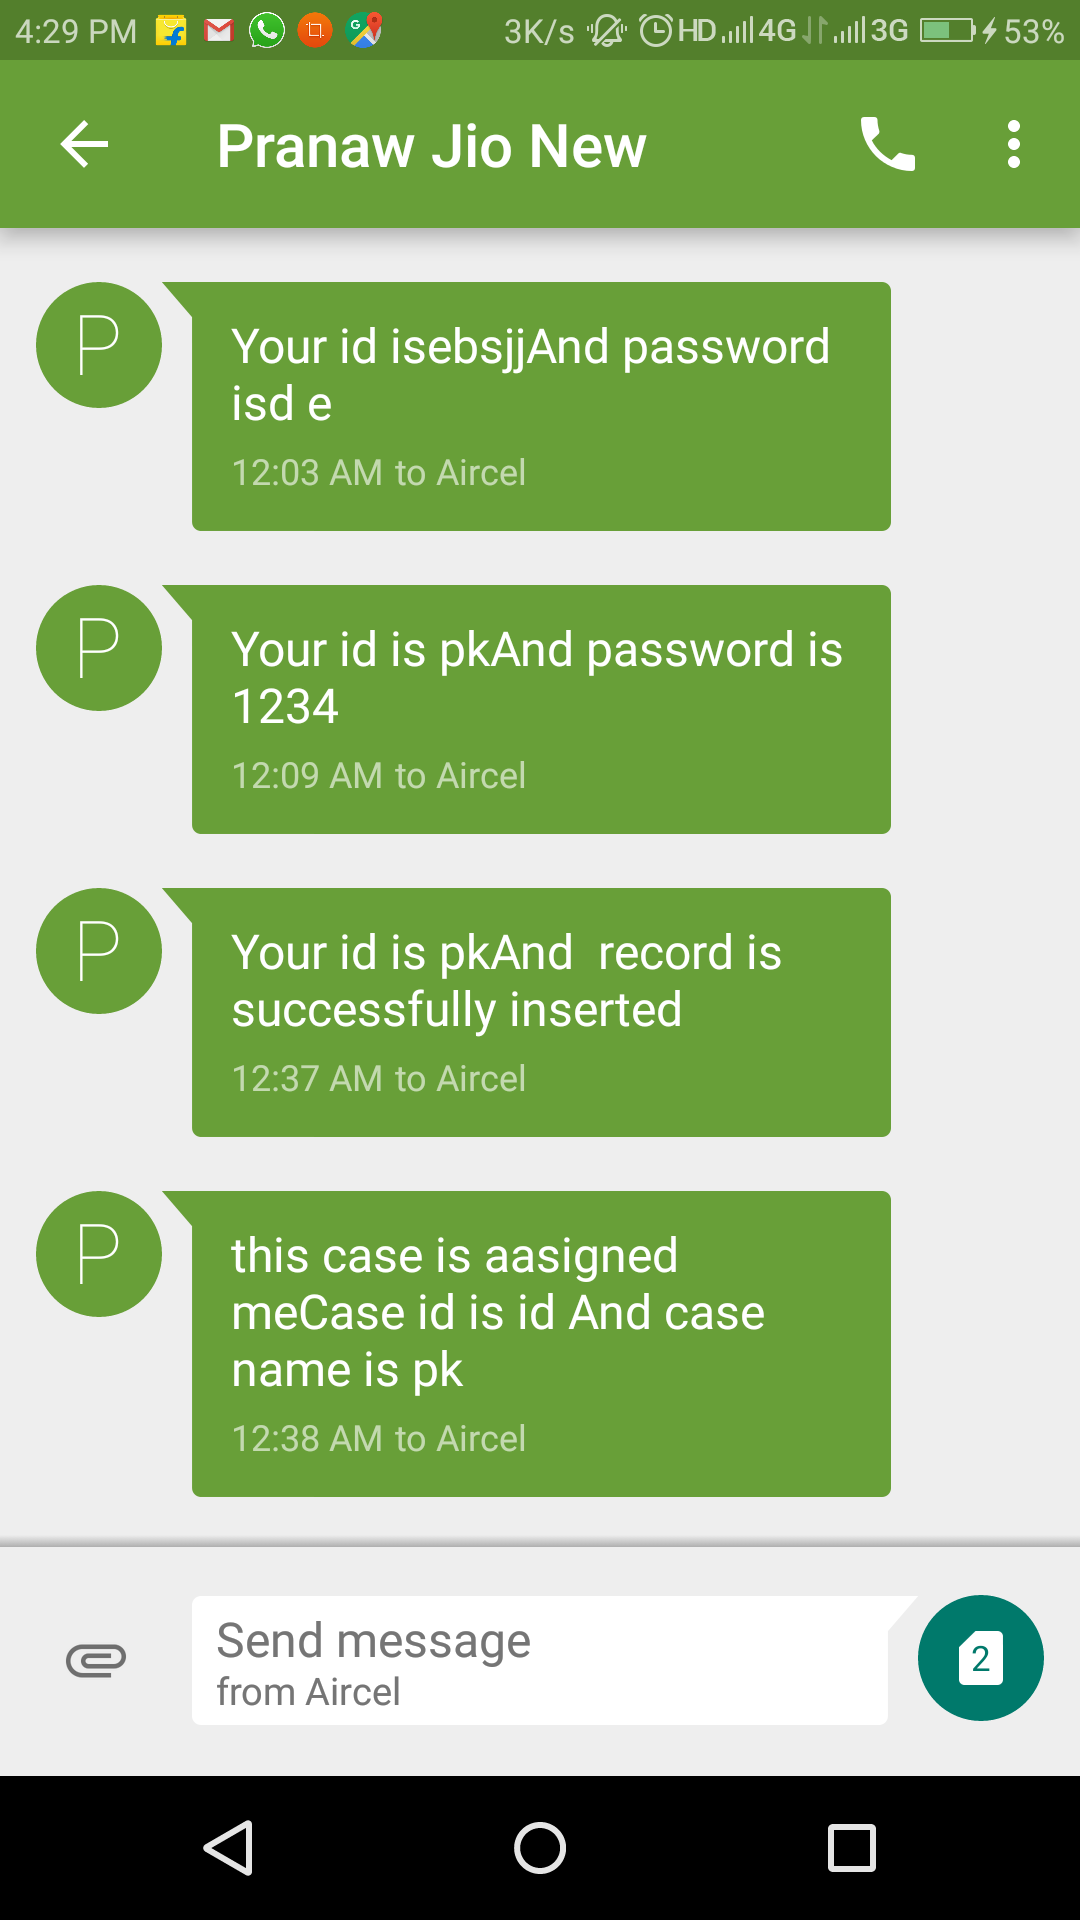 4:29 PM 3K/s HD 4G 3G 53%
Pranaw Jio New
P
Your id isebsjjAnd password
isd e
12:03 AM to Aircel
P
Your id is pkAnd password is
1234
12:09 AM to Aircel
P
Your id is pkAnd  record is
successfully inserted
12:37 AM to Aircel
P
this case is aasigned
meCase id is id And case
name is pk
12:38 AM to Aircel
Send message
from Aircel
2